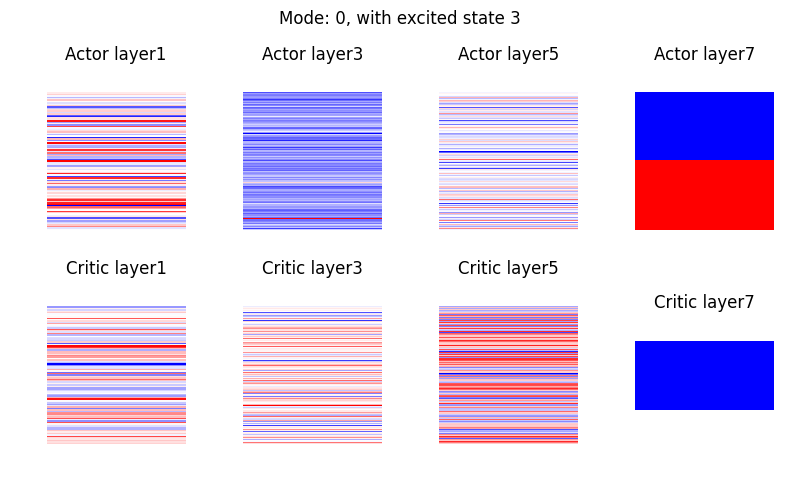 Mode: 0, with excited state 3
Actor layer1
Actor layer3
Actor layer5
Actor layer7
Critic layer1
Critic layer3
Critic layer5
Critic layer7